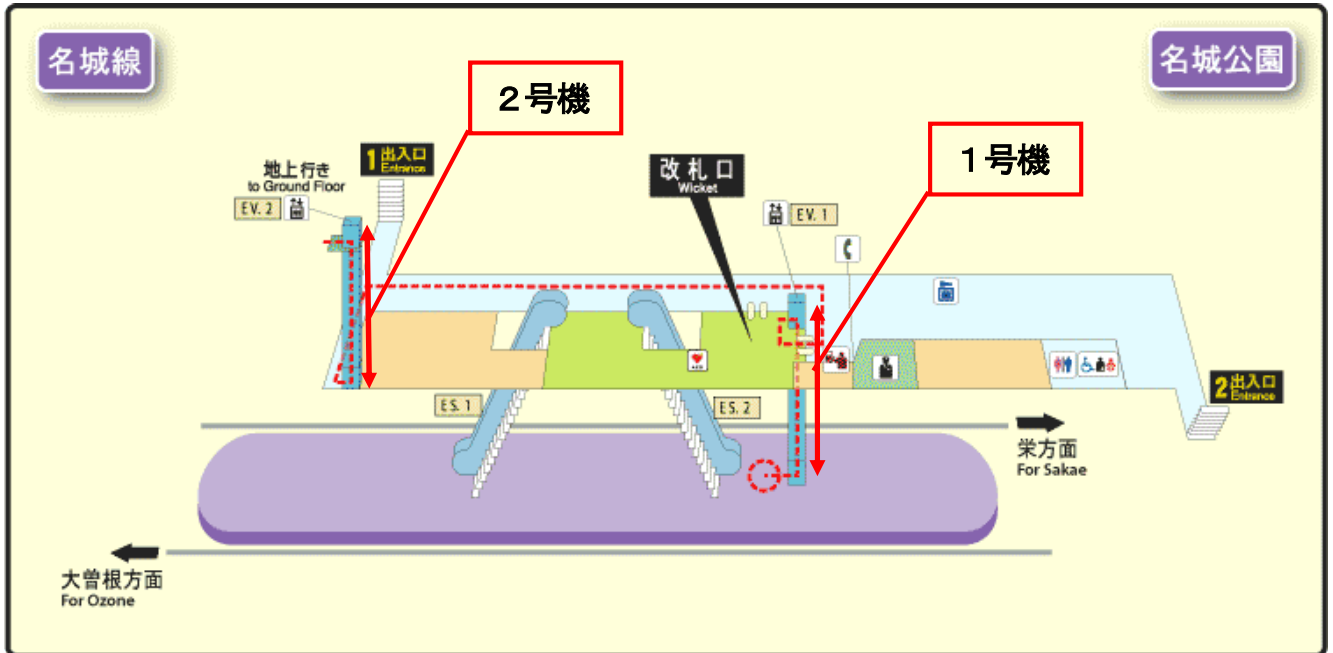 名城線
名城公園
2号機
1号機
地上行き
to Ground Floor
EV. 2
1 出入口
Entrance
改札口
Wicket
EV. 1
ES. 1
ES. 2
2 出入口
Entrance
栄方面
For Sakae
大曽根方面
For Ozone